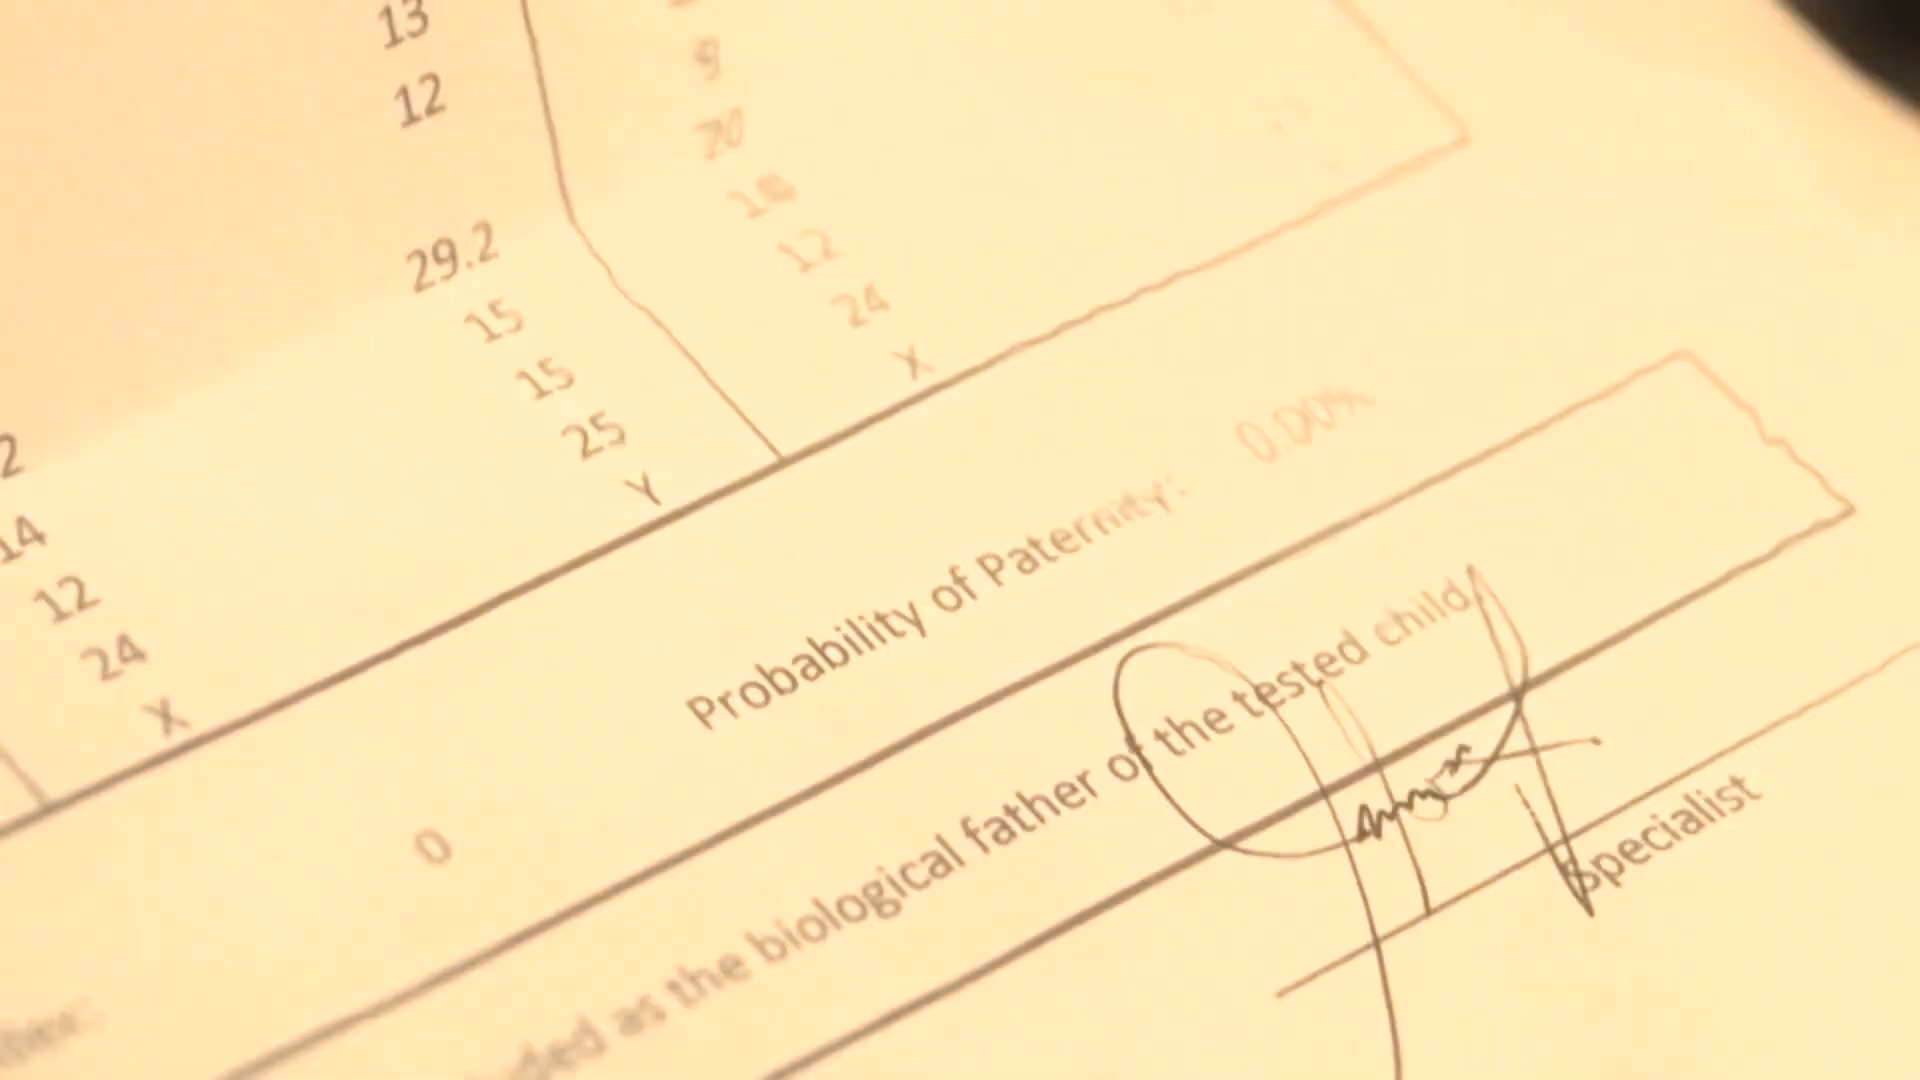 13
12
29.2
15
15
25
Y
9
20
18
12
24
X
2
14
12
24
X
0
Probability of Paternity: 0.00%
as the biological father of the tested child
Specialist